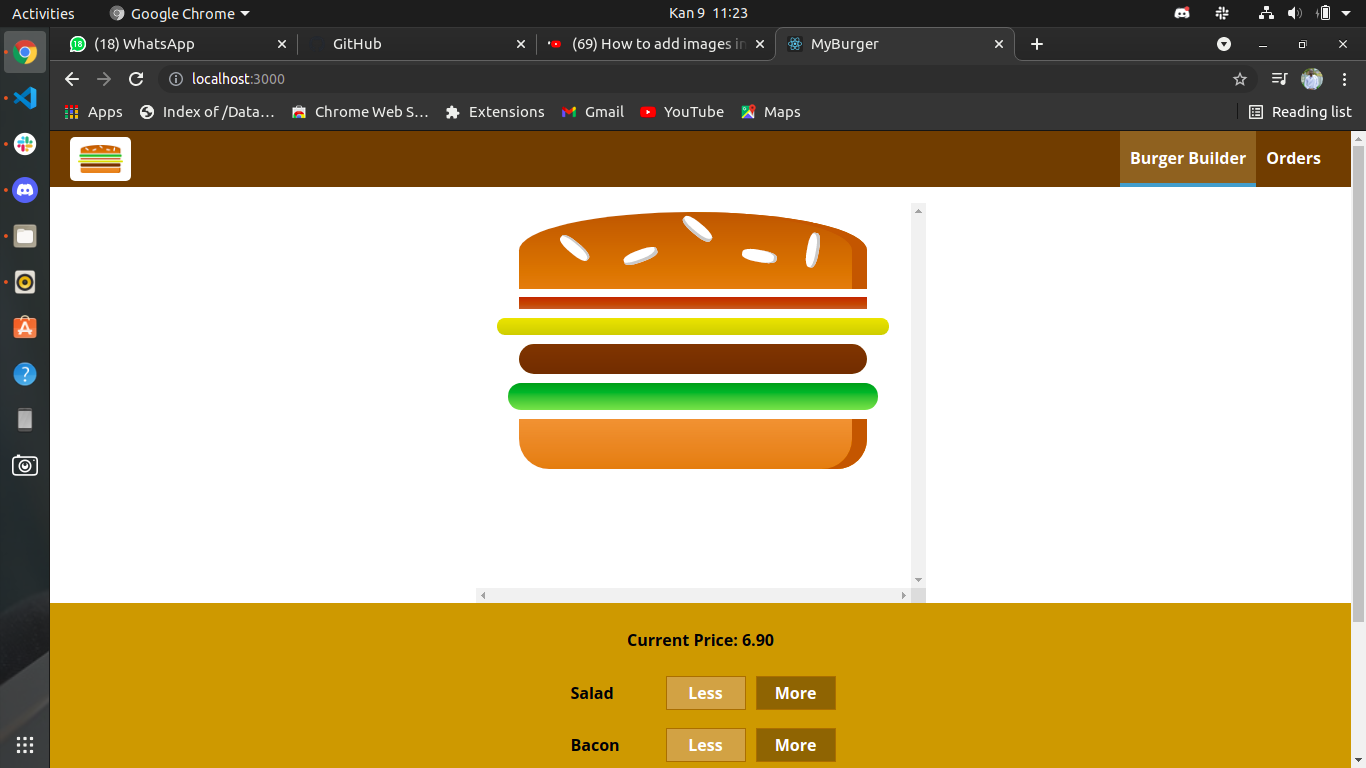 Activities Google Chrome Kan 9 11:23
(18) WhatsApp GitHub (69) How to add images in MyBurger
localhost:3000
Apps Index of /Data… Chrome Web S… Extensions Gmail YouTube Maps Reading list
Burger Builder Orders
Current Price: 6.90
Salad Less More
Bacon Less More